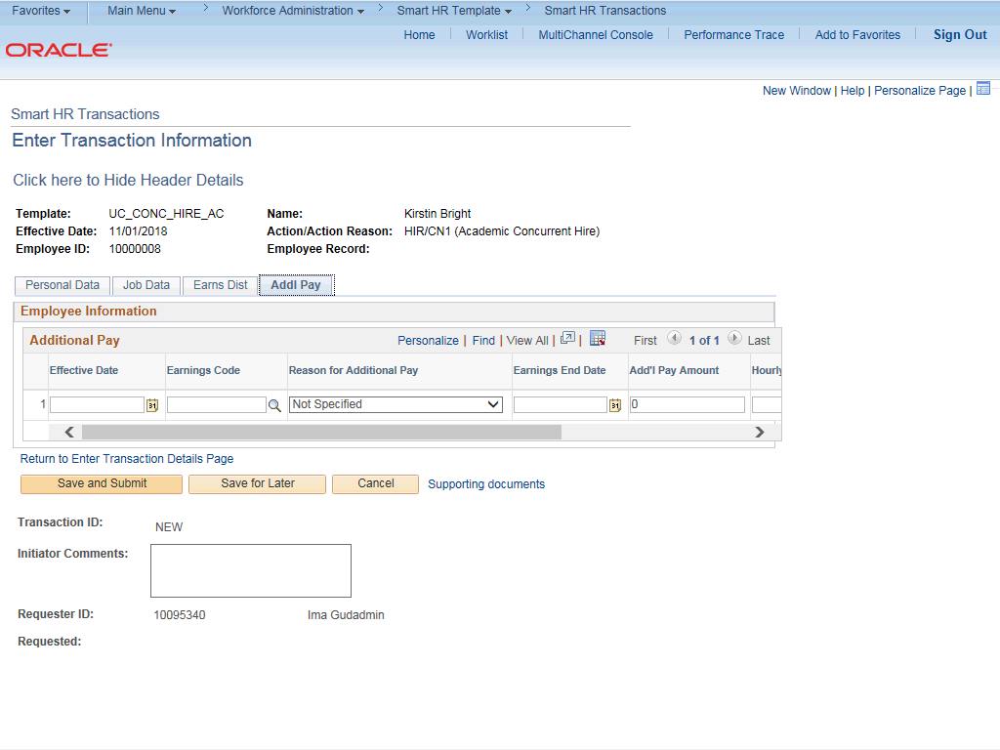 Favorites Main Menu > Workforce Administration > Smart HR Template > Smart HR Transactions
Home Worklist MultiChannel Console Performance Trace Add to Favorites Sign Out
ORACLE
New Window | Help | Personalize Page |
Smart HR Transactions
Enter Transaction Information
Click here to Hide Header Details
Template: UC_CONC_HIRE_AC Name: Kirstin Bright
Effective Date: 11/01/2018 Action/Action Reason: HIR/CN1 (Academic Concurrent Hire)
Employee ID: 10000008 Employee Record:
Personal Data Job Data Earns Dist Addl Pay
Employee Information
Additional Pay Personalize | Find | View All | | First 1 of 1 Last
Effective Date Earnings Code Reason for Additional Pay Earnings End Date Add'l Pay Amount Hourly
1 31 Not Specified 31 0
Return to Enter Transaction Details Page
Save and Submit Save for Later Cancel Supporting documents
Transaction ID: NEW
Initiator Comments:
Requester ID: 10095340 Ima Gudadmin
Requested: